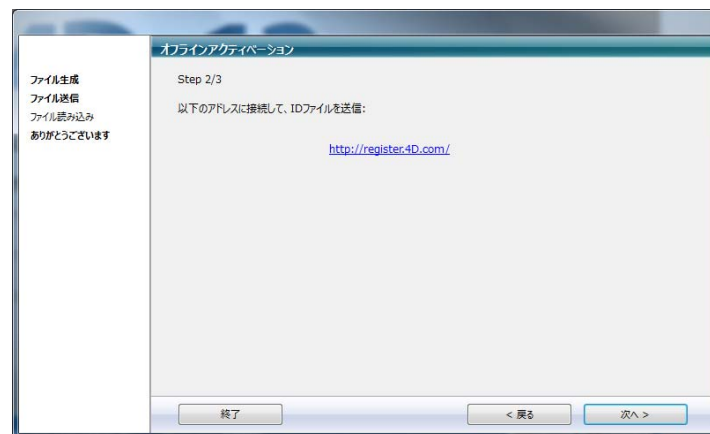 オフラインアクティベーション
ファイル生成
ファイル送信
ファイル読み込み
ありがとうございます
Step 2/3
以下のアドレスに接続して、IDファイルを送信:
http://register.4D.com/
終了
< 戻る
次へ >